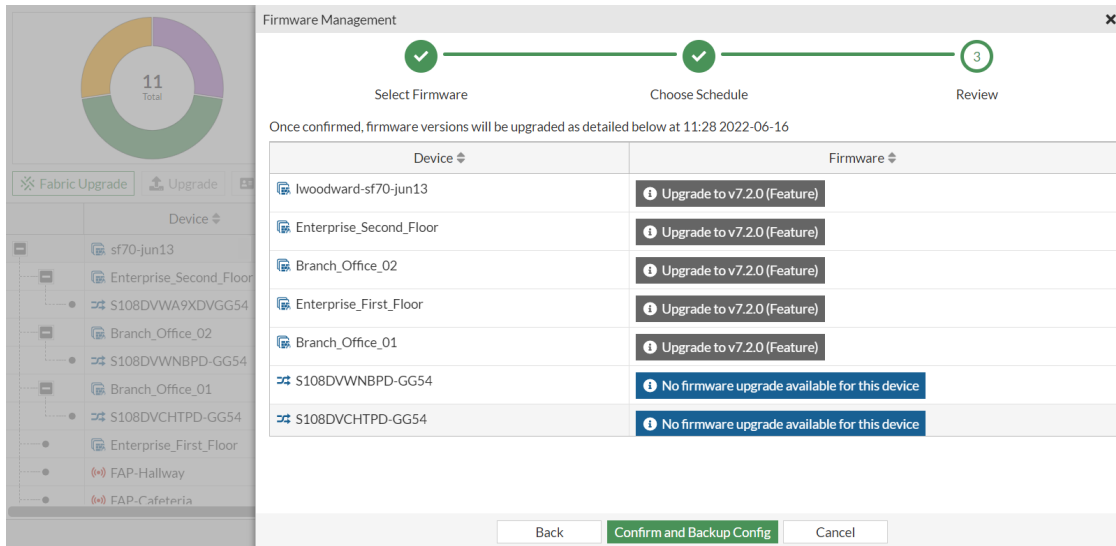 Firmware Management
Select Firmware
Choose Schedule
3
Review
Once confirmed, firmware versions will be upgraded as detailed below at 11:28 2022-06-16
Device Firmware
lwoodward-sf70-jun13 Upgrade to v7.2.0 (Feature)
Enterprise_Second_Floor Upgrade to v7.2.0 (Feature)
Branch_Office_02 Upgrade to v7.2.0 (Feature)
Enterprise_First_Floor Upgrade to v7.2.0 (Feature)
Branch_Office_01 Upgrade to v7.2.0 (Feature)
S108DVWNBPD-GG54 No firmware upgrade available for this device
S108DVCHTPD-GG54 No firmware upgrade available for this device
Back Confirm and Backup Config Cancel
11
Total
Fabric Upgrade Upgrade
Device
sf70-jun13
Enterprise_Second_Floor
S108DVWA9XDVGG54
Branch_Office_02
S108DVWNBPD-GG54
Branch_Office_01
S108DVCHTPD-GG54
Enterprise_First_Floor
FAP-Hallway
FAP-Cafeteria